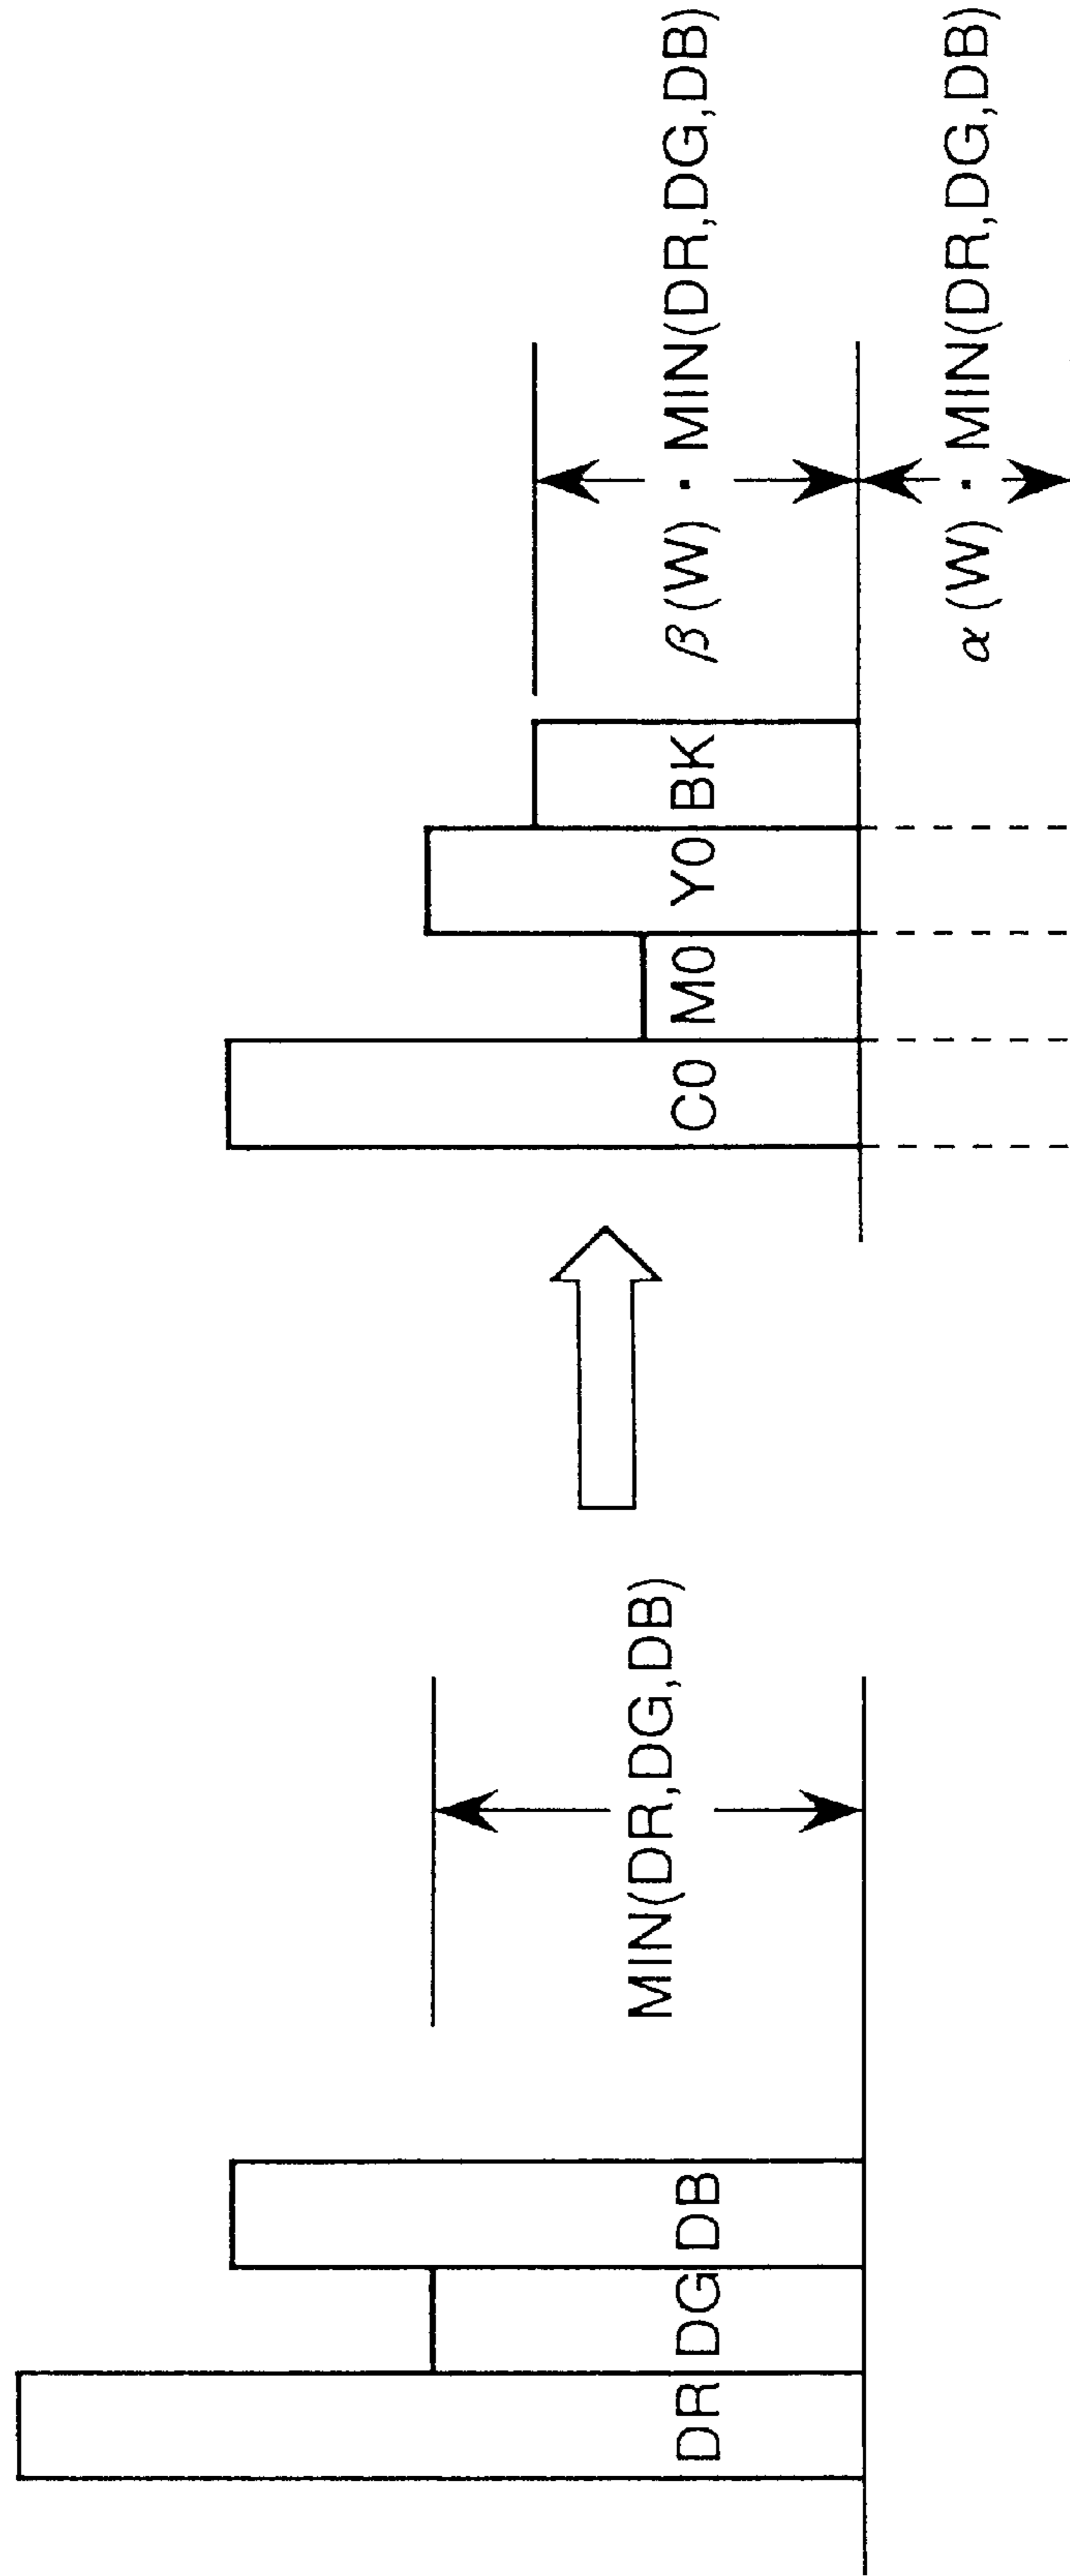 DR DG DB
MIN(DR,DG,DB)
C0 M0 Y0 BK
β(W) · MIN(DR,DG,DB)
α(W) · MIN(DR,DG,DB)